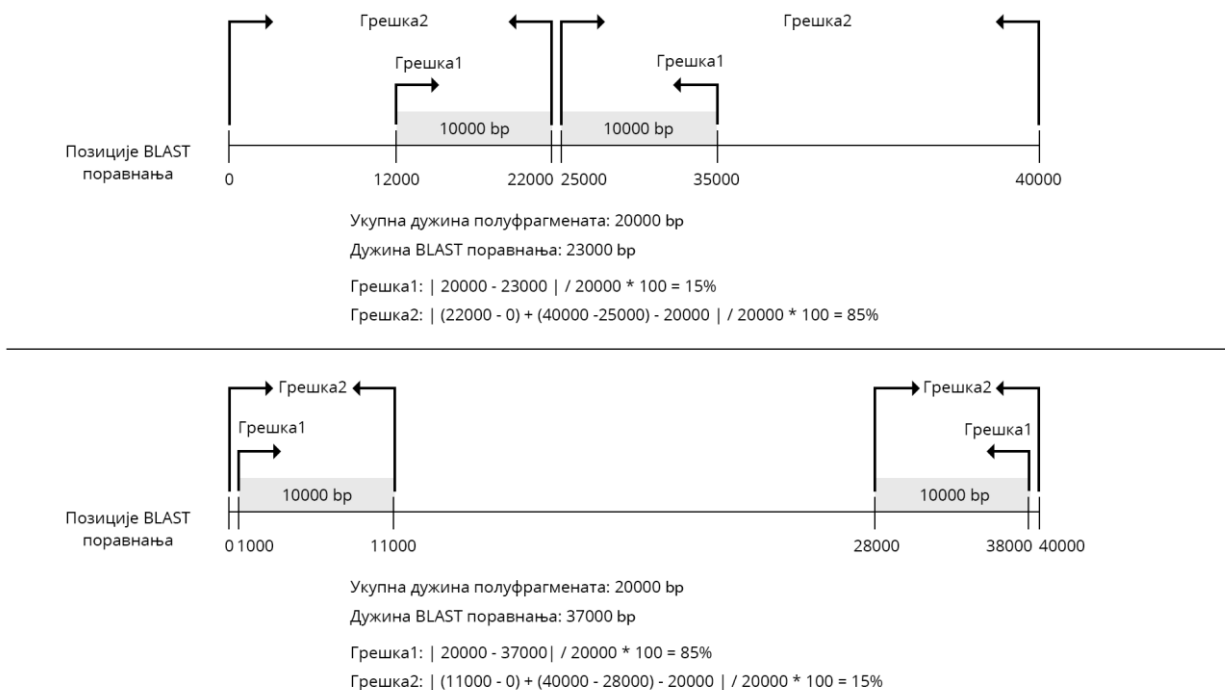 Грешка2 Грешка2
Грешка1 Грешка1
10000 bp 10000 bp
Позиције BLAST
поравнања
0 12000 22000 25000 35000 40000
Укупна дужина полуфрагмената: 20000 bp
Дужина BLAST поравнања: 23000 bp
Грешка1: | 20000 - 23000 | / 20000 * 100 = 15%
Грешка2: | (22000 - 0) + (40000 -25000) - 20000 | / 20000 * 100 = 85%
Грешка2 Грешка2
Грешка1 Грешка1
10000 bp 10000 bp
Позиције BLAST
поравнања
0 1000 11000 28000 38000 40000
Укупна дужина полуфрагмената: 20000 bp
Дужина BLAST поравнања: 37000 bp
Грешка1: | 20000 - 37000| / 20000 * 100 = 85%
Грешка2: | (11000 - 0) + (40000 - 28000) - 20000 | / 20000 * 100 = 15%